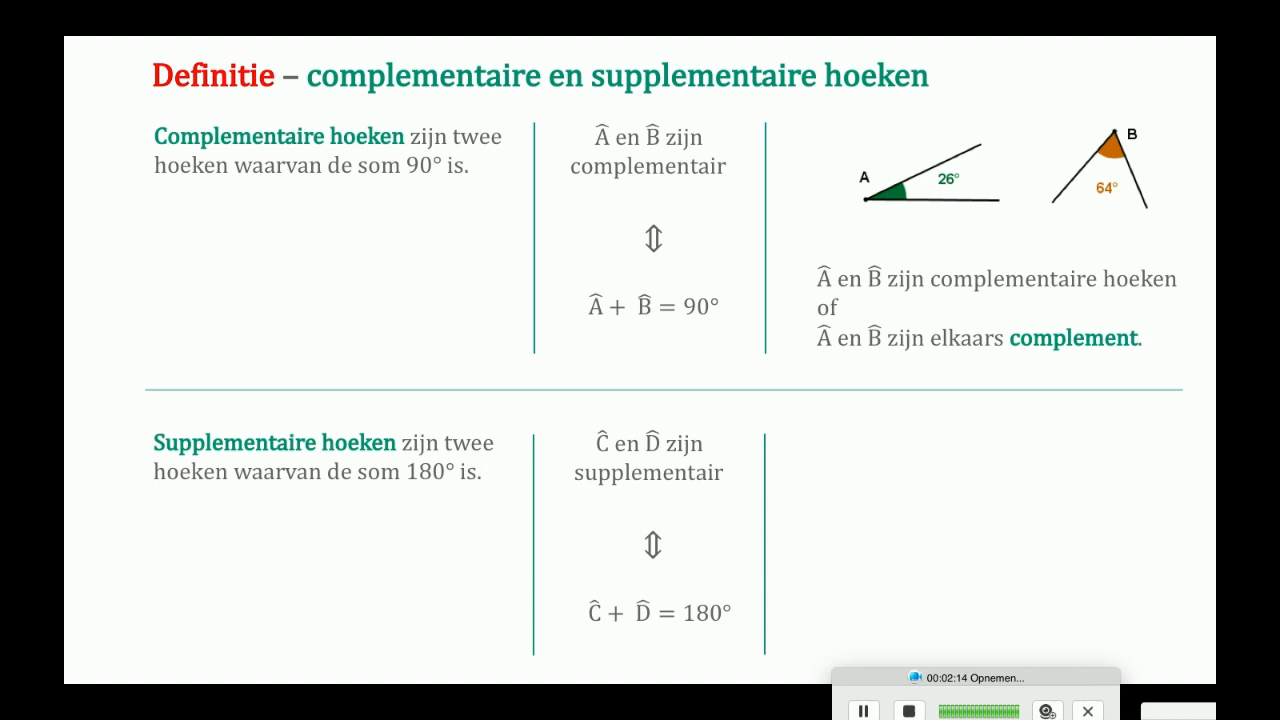 Definitie – complementaire en supplementaire hoeken
Complementaire hoeken zijn twee
hoeken waarvan de som 90° is.
Â en B̂ zijn
complementair
⇕
Â + B̂ = 90°
A
26°
B
64°
Â en B̂ zijn complementaire hoeken
of
Â en B̂ zijn elkaars complement.
Supplementaire hoeken zijn twee
hoeken waarvan de som 180° is.
Ĉ en D̂ zijn
supplementair
⇕
Ĉ + D̂ = 180°
00:02:14 Opnemen...